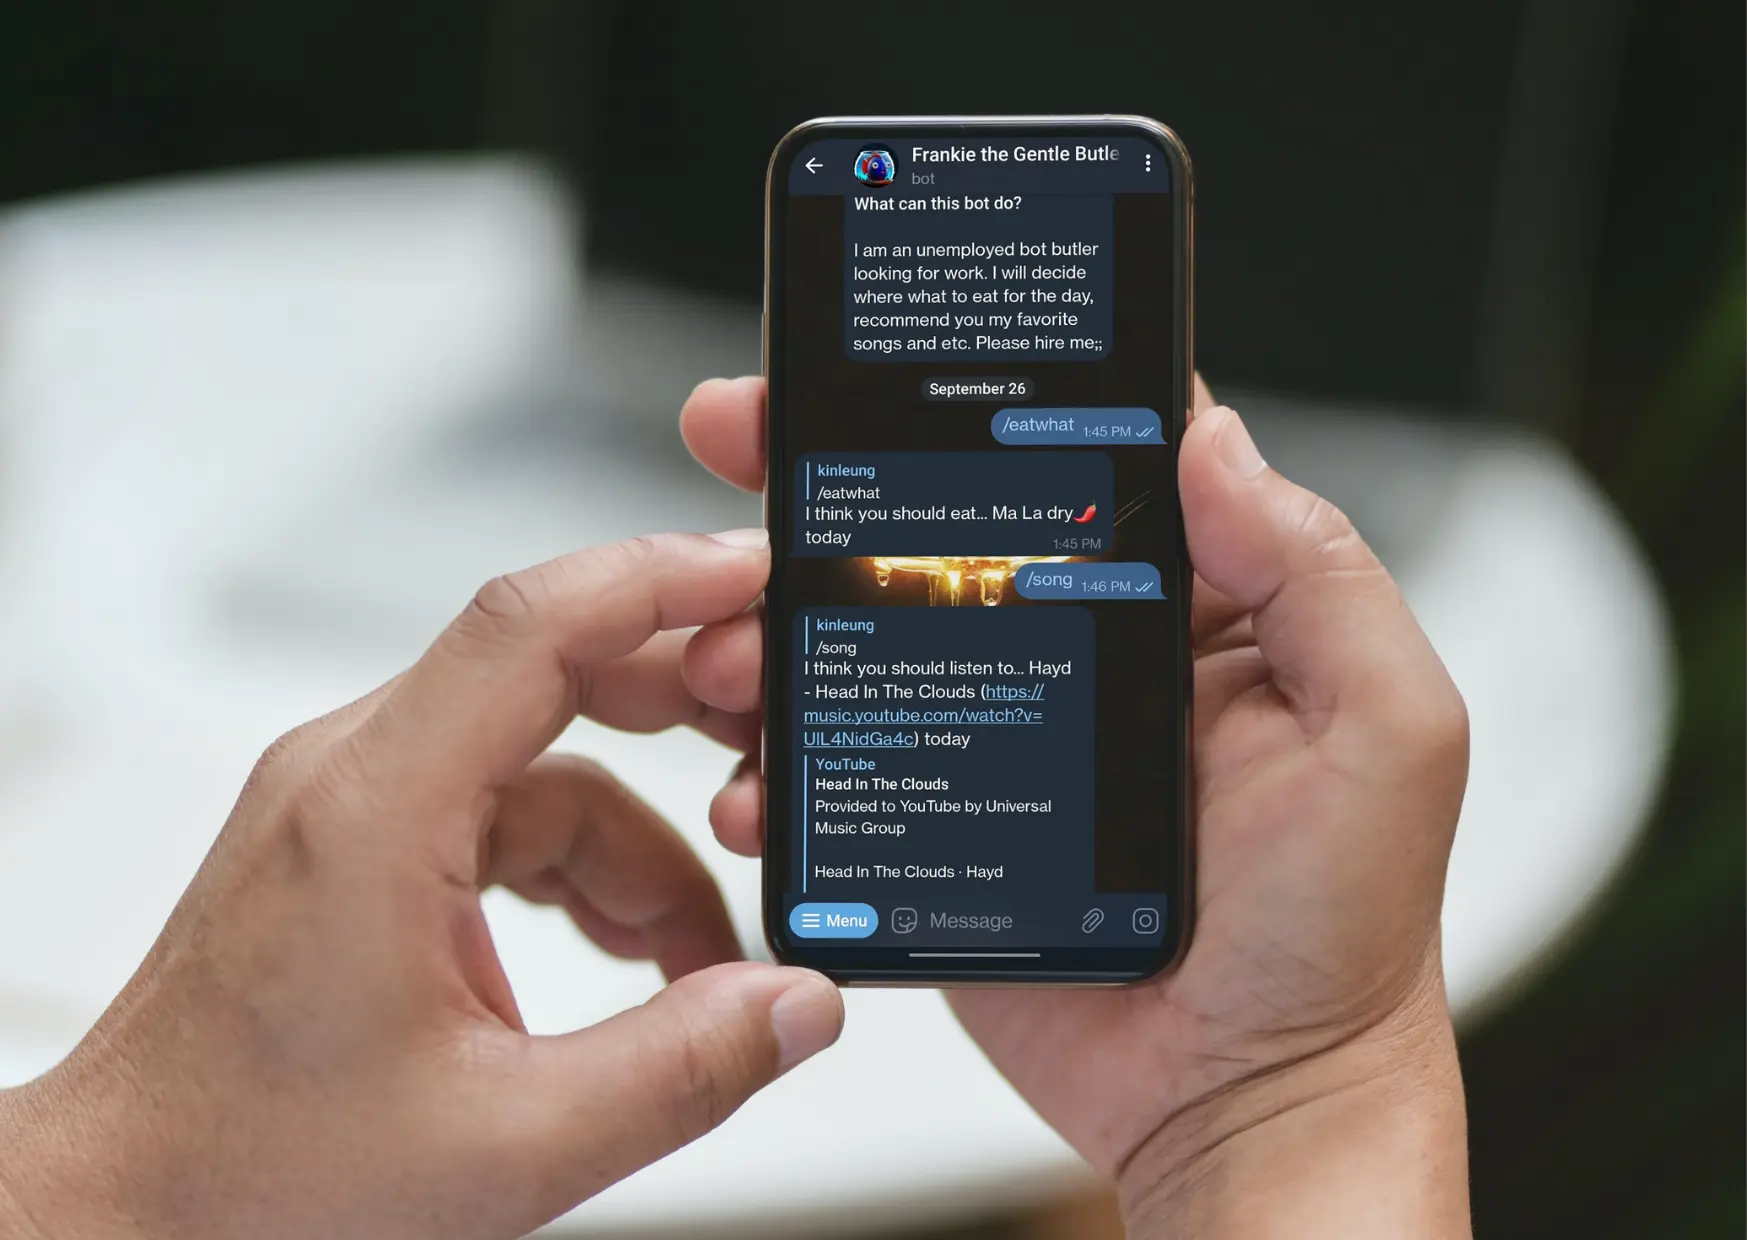 Frankie the Gentle Butle
bot
What can this bot do?
I am an unemployed bot butler
looking for work. I will decide
where what to eat for the day,
recommend you my favorite
songs and etc. Please hire me;;
September 26
/eatwhat 1:45 PM
kinleung
/eatwhat
I think you should eat... Ma La dry🌶️
today
1:45 PM
/song 1:46 PM
kinleung
/song
I think you should listen to... Hayd
- Head In The Clouds (https://
music.youtube.com/watch?v=
UlL4NidGa4c) today
YouTube
Head In The Clouds
Provided to YouTube by Universal
Music Group
Head In The Clouds · Hayd
Menu Message